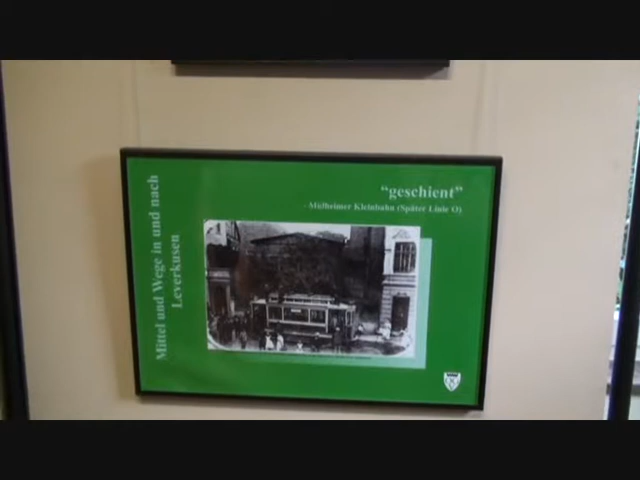 “geschient”
- Mülheimer Kleinbahn (Später Linie O)
Mittel und Wege in und nach
Leverkusen